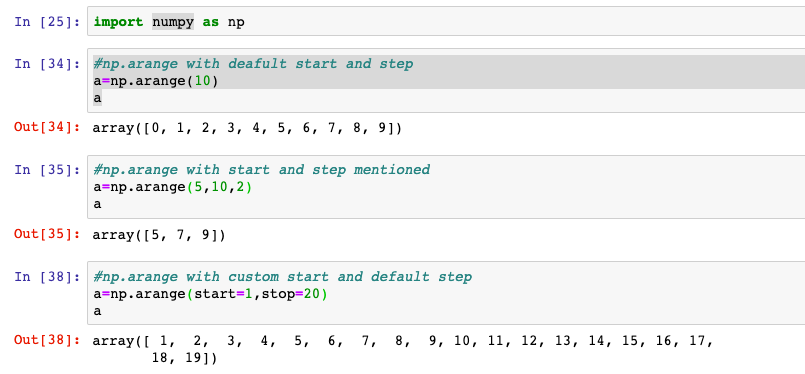 In [25]: import numpy as np
In [34]: #np.arange with deafult start and step
a=np.arange(10)
a
Out[34]: array([0, 1, 2, 3, 4, 5, 6, 7, 8, 9])
In [35]: #np.arange with start and step mentioned
a=np.arange(5,10,2)
a
Out[35]: array([5, 7, 9])
In [38]: #np.arange with custom start and default step
a=np.arange(start=1,stop=20)
a
Out[38]: array([ 1,  2,  3,  4,  5,  6,  7,  8,  9, 10, 11, 12, 13, 14, 15, 16, 17,
18, 19])